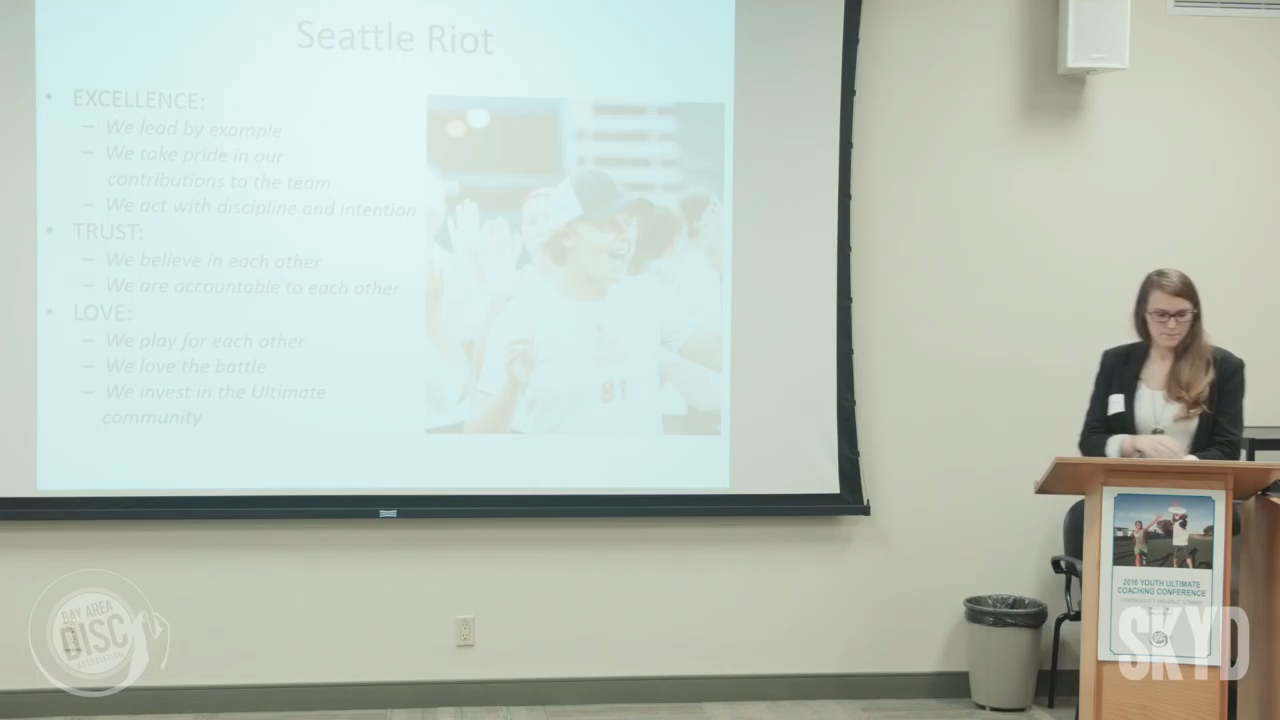 Seattle Riot
• EXCELLENCE:
– We lead by example
– We take pride in our
contributions to the team
– We act with discipline and intention
• TRUST:
– We believe in each other
– We are accountable to each other
• LOVE:
– We play for each other
– We love the battle
– We invest in the Ultimate
community
81
2016 YOUTH ULTIMATE
COACHING CONFERENCE
BAY AREA
DISC
ASSOCIATION
SKYD